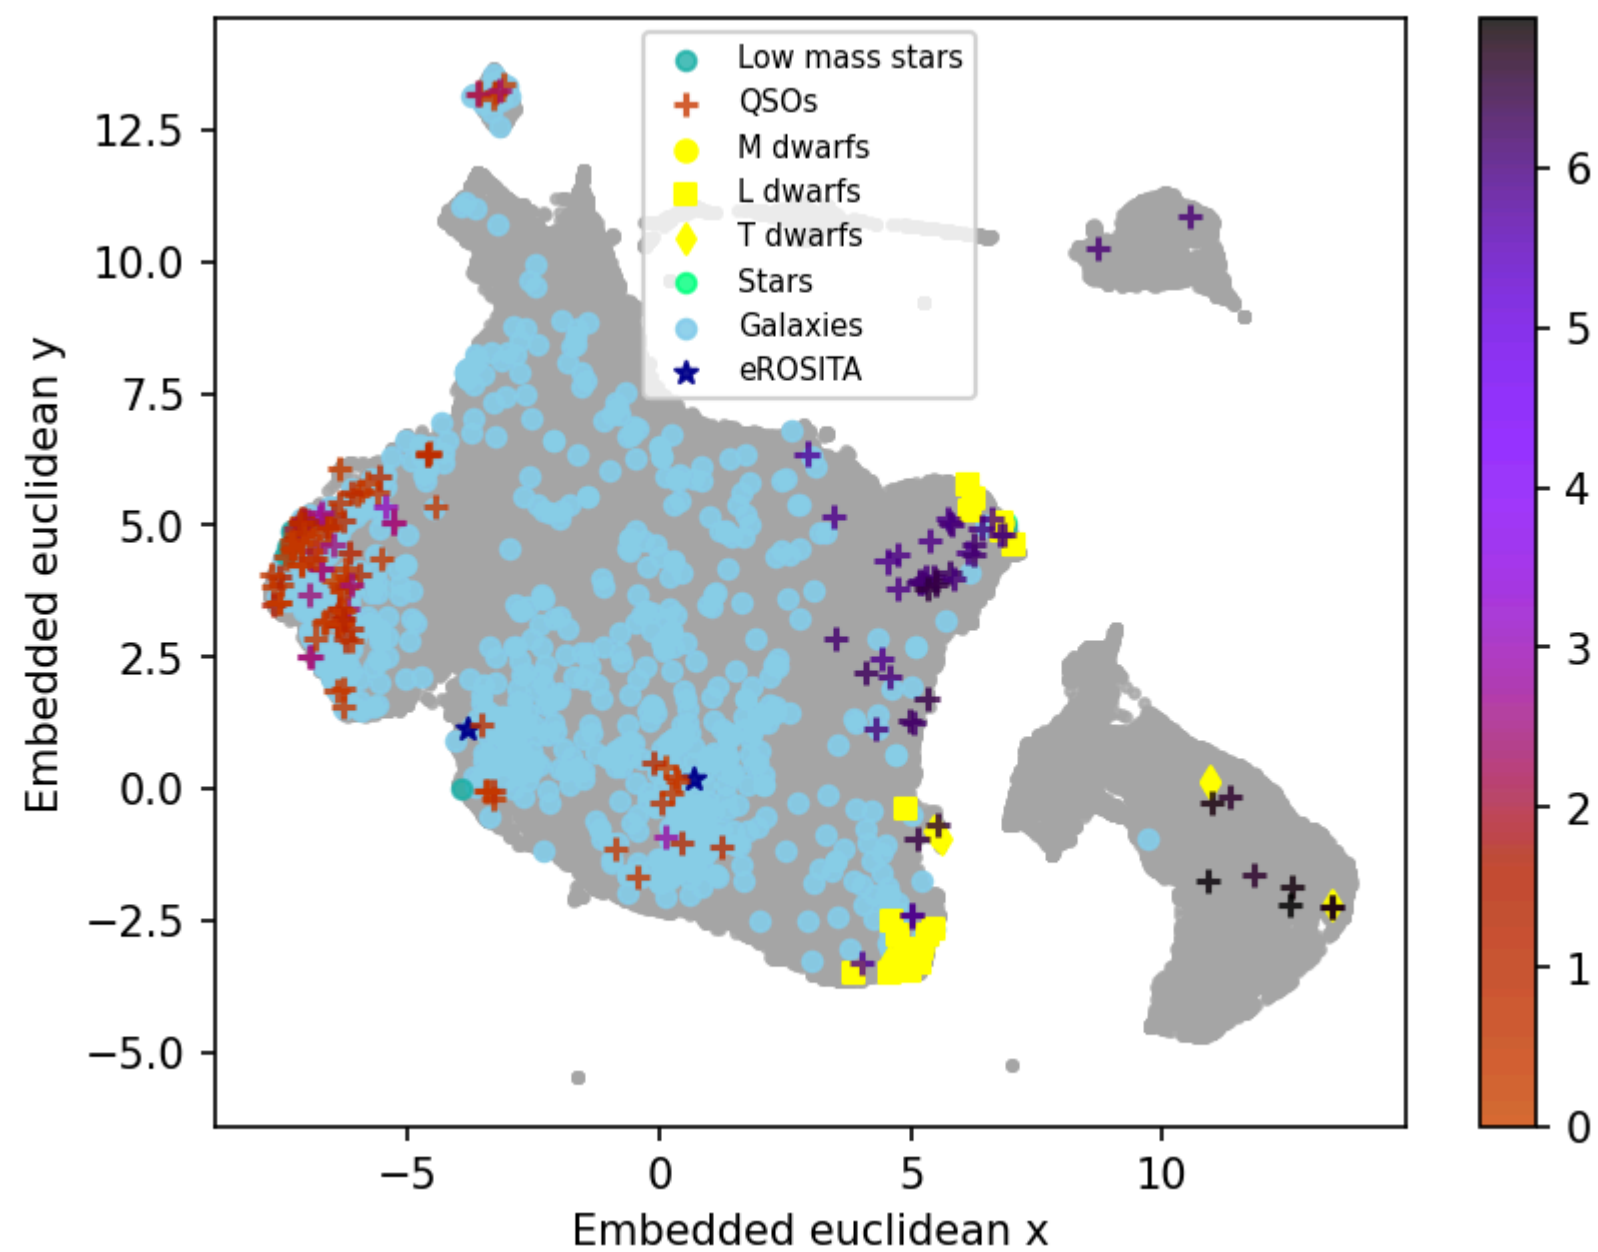 Low mass stars
QSOs
M dwarfs
L dwarfs
T dwarfs
Stars
Galaxies
eROSITA
12.5
10.0
7.5
5.0
2.5
0.0
−2.5
−5.0
Embedded euclidean y
−5
0
5
10
Embedded euclidean x
6
5
4
3
2
1
0